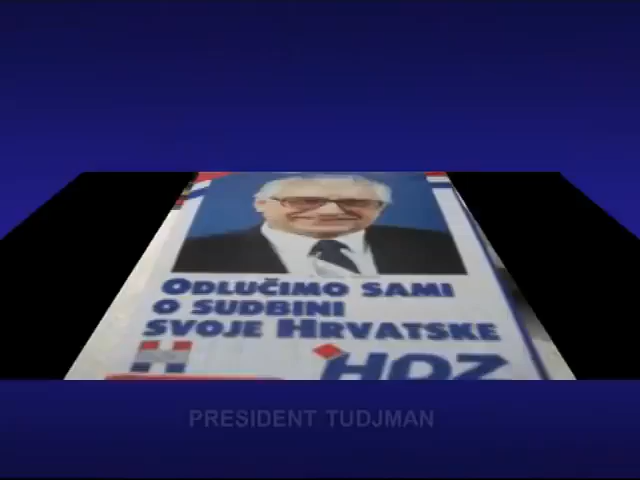 ODLUČIMO SAMI
O SUDBINI
SVOJE HRVATSKE
HDZ
PRESIDENT TUDJMAN